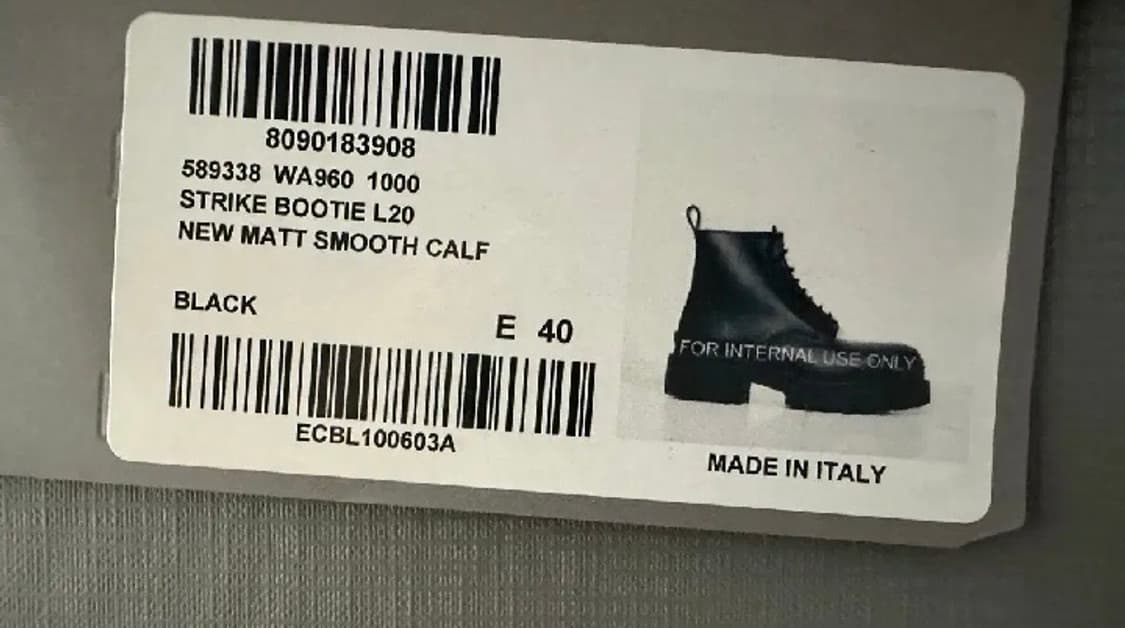 8090183908
589338 WA960 1000
STRIKE BOOTIE L20
NEW MATT SMOOTH CALF
BLACK
E 40
ECBL100603A
FOR INTERNAL USE ONLY
MADE IN ITALY